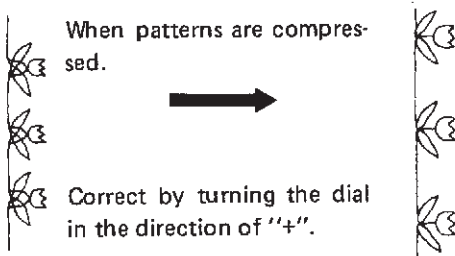 When patterns are compres-
sed.
Correct by turning the dial
in the direction of "+".